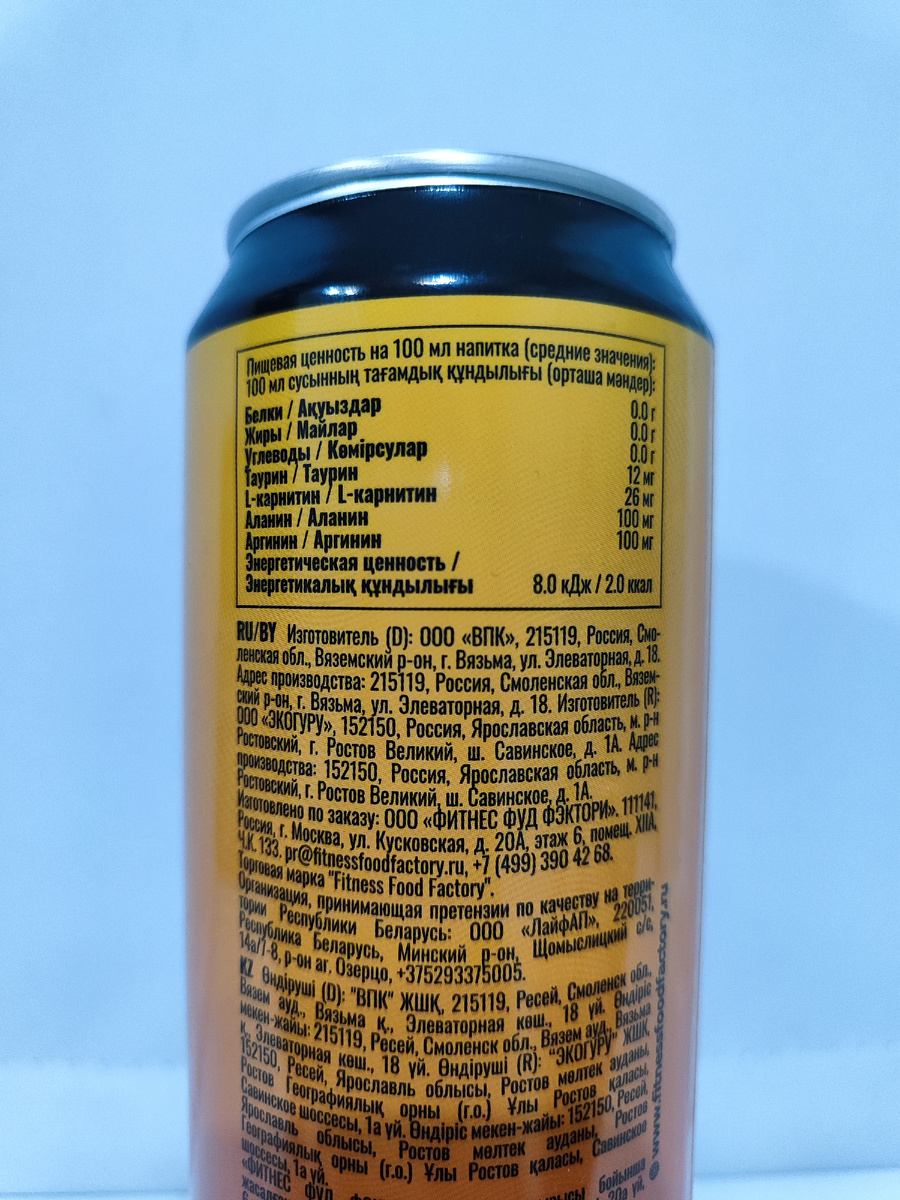 Пищевая ценность на 100 мл напитка (средние значения):
100 мл сусынның тағамдық құндылығы (орташа мәндер):
Белки / Ақуыздар 0.0 г
Жиры / Майлар 0.0 г
Углеводы / Көмірсулар 0.0 г
Таурин / Таурин 12 мг
L-карнитин / L-карнитин 26 мг
Аланин / Аланин 100 мг
Аргинин / Аргинин 100 мг
Энергетическая ценность /
Энергетикалық құндылығы 8.0 кДж / 2.0 ккал
RU/BY Изготовитель (D): ООО «ВПК», 215119, Россия, Смо-
ленская обл., Вяземский р-он, г. Вязьма, ул. Элеваторная, д. 18.
Адрес производства: 215119, Россия, Смоленская обл., Вязем-
ский р-он, г. Вязьма, ул. Элеваторная, д. 18. Изготовитель (R):
ООО «ЭКОГУРУ», 152150, Россия, Ярославская область, м. р-н
Ростовский, г. Ростов Великий, ш. Савинское, д. 1А. Адрес
производства: 152150, Россия, Ярославская область, м. р-н
Ростовский, г. Ростов Великий, ш. Савинское, д. 1А.
Изготовлено по заказу: ООО «ФИТНЕС ФУД ФЭКТОРИ». 111141,
Россия, г. Москва, ул. Кусковская, д. 20А, этаж 6, помещ. XIIA,
Ч.К. 133, pr@fitnessfoodfactory.ru, +7 (499) 390 42 68.
Торговая марка "Fitness Food Factory".
Организация, принимающая претензии по качеству на терри-
тории Республики Беларусь: ООО «ЛайфАП», 220051,
Республика Беларусь, Минский р-он, Щомыслицкий с/с,
14а/7-8, р-он аг. Озерцо, +375293375005.
KZ Өндіруші (D): "ВПК" ЖШҚ, 215119, Ресей, Смоленск обл.,
Вязем ауд., Вязьма қ., Элеваторная көш., 18 үй. Өндіріс
мекен-жайы: 215119, Ресей, Смоленск обл., Вязем ауд., Вязьма
қ. Элеваторная көш., 18 үй. Өндіруші (R): "ЭКОГУРУ" ЖШҚ,
152150, Ресей, Ярославль облысы, Ростов мөлтек ауданы,
Ростов Географиялық орны (г.о.) Ұлы Ростов қаласы,
Савинское шоссесы, 1а үй. Өндіріс мекен-жайы: 152150, Ресей,
Ярославль облысы, Ростов мөлтек ауданы, Ростов
Географиялық орны (г.о.) Ұлы Ростов қаласы, Савинское
шоссесы, 1а үй.
«ФИТНЕС ФУД бойынша
20а үй,
www.fitnessfoodfactory.ru